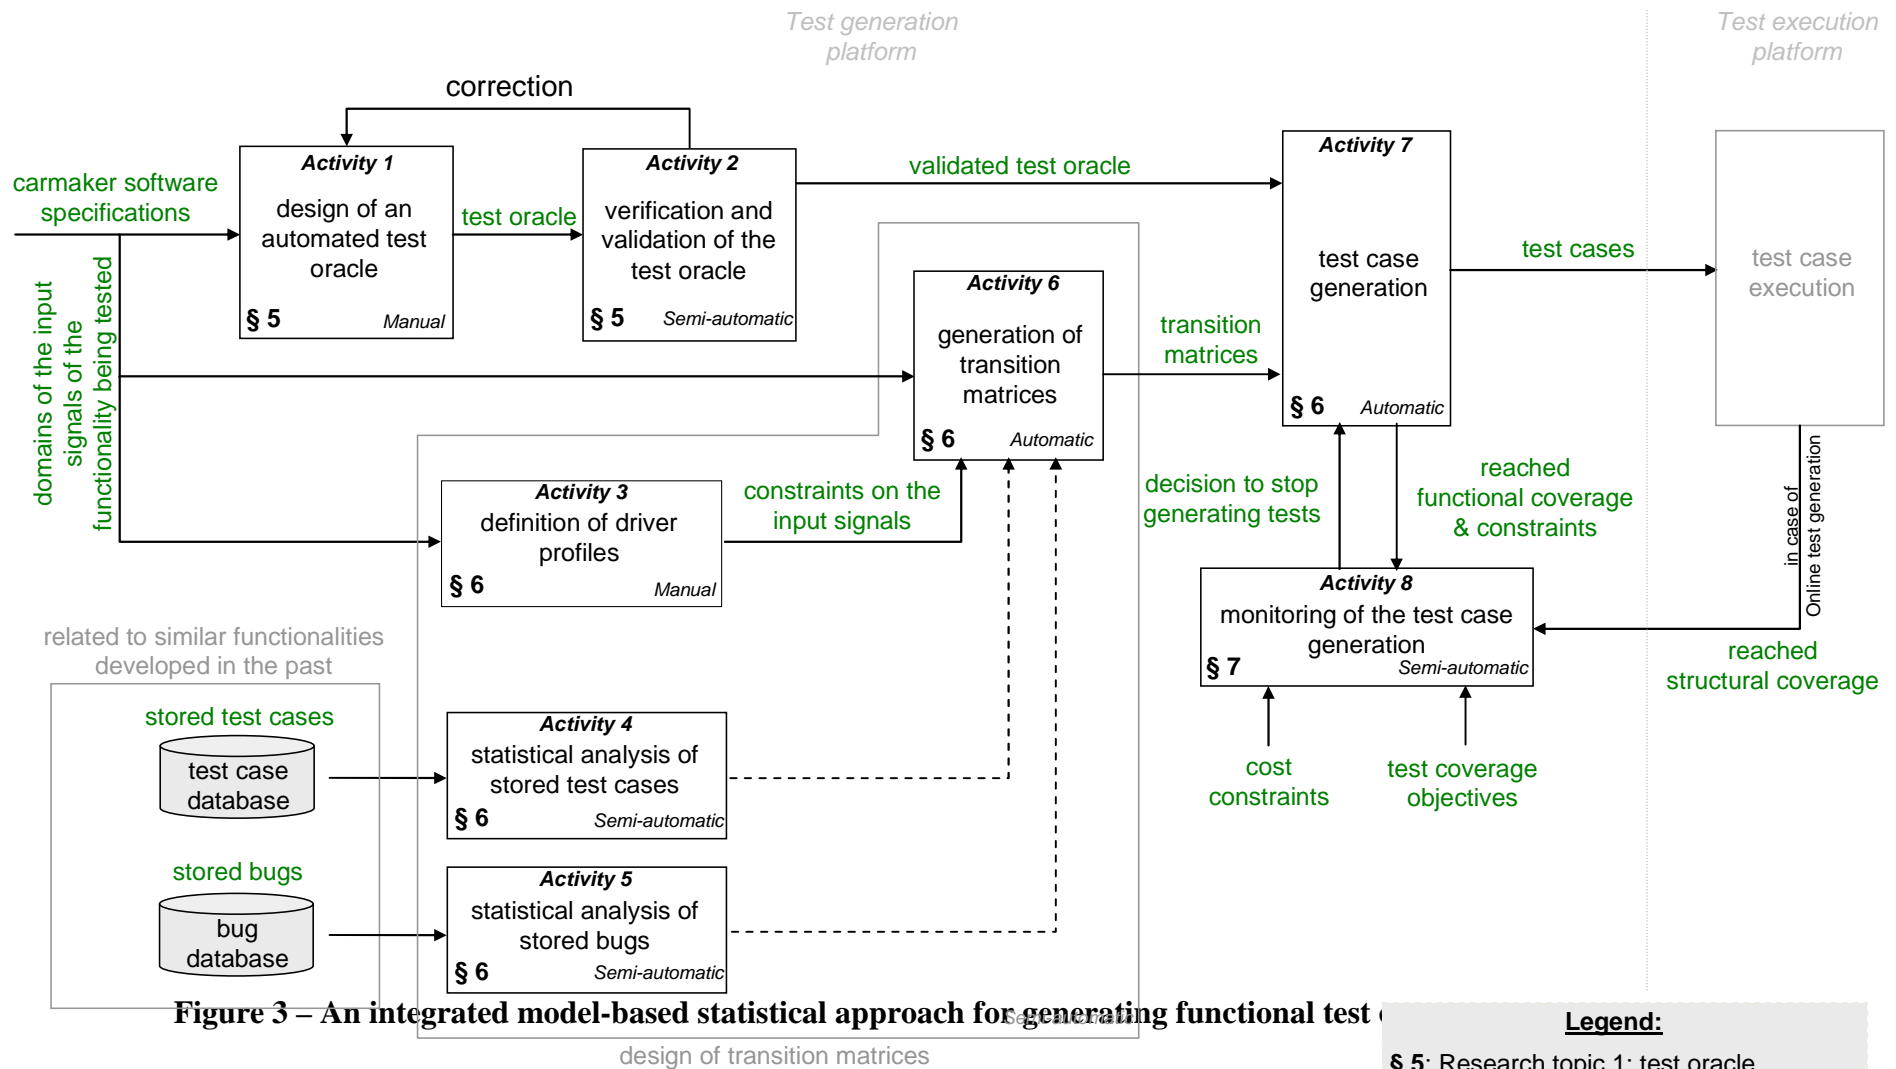 Test generation
platform
Test execution
platform
correction
carmaker software
specifications
Activity 1
design of an
automated test
oracle
§ 5
Manual
test oracle
Activity 2
verification and
validation of the
test oracle
§ 5
Semi-automatic
validated test oracle
Activity 7
test case
generation
§ 6
Automatic
test cases
test case
execution
domains of the input
signals of the
functionality being tested
Activity 6
generation of
transition
matrices
§ 6
Automatic
transition
matrices
Activity 3
definition of driver
profiles
§ 6
Manual
constraints on the
input signals
decision to stop
generating tests
reached
functional coverage
& constraints
in case of
Online test generation
Activity 8
monitoring of the test case
generation
§ 7
Semi-automatic
reached
structural coverage
cost
constraints
test coverage
objectives
related to similar functionalities
developed in the past
stored test cases
test case
database
Activity 4
statistical analysis of
stored test cases
§ 6
Semi-automatic
stored bugs
bug
database
Activity 5
statistical analysis of
stored bugs
§ 6
Semi-automatic
Figure 3 – An integrated model-based statistical approach for generating functional test
Semi-automatic
design of transition matrices
Legend:
§ 5: Research topic 1: test oracle